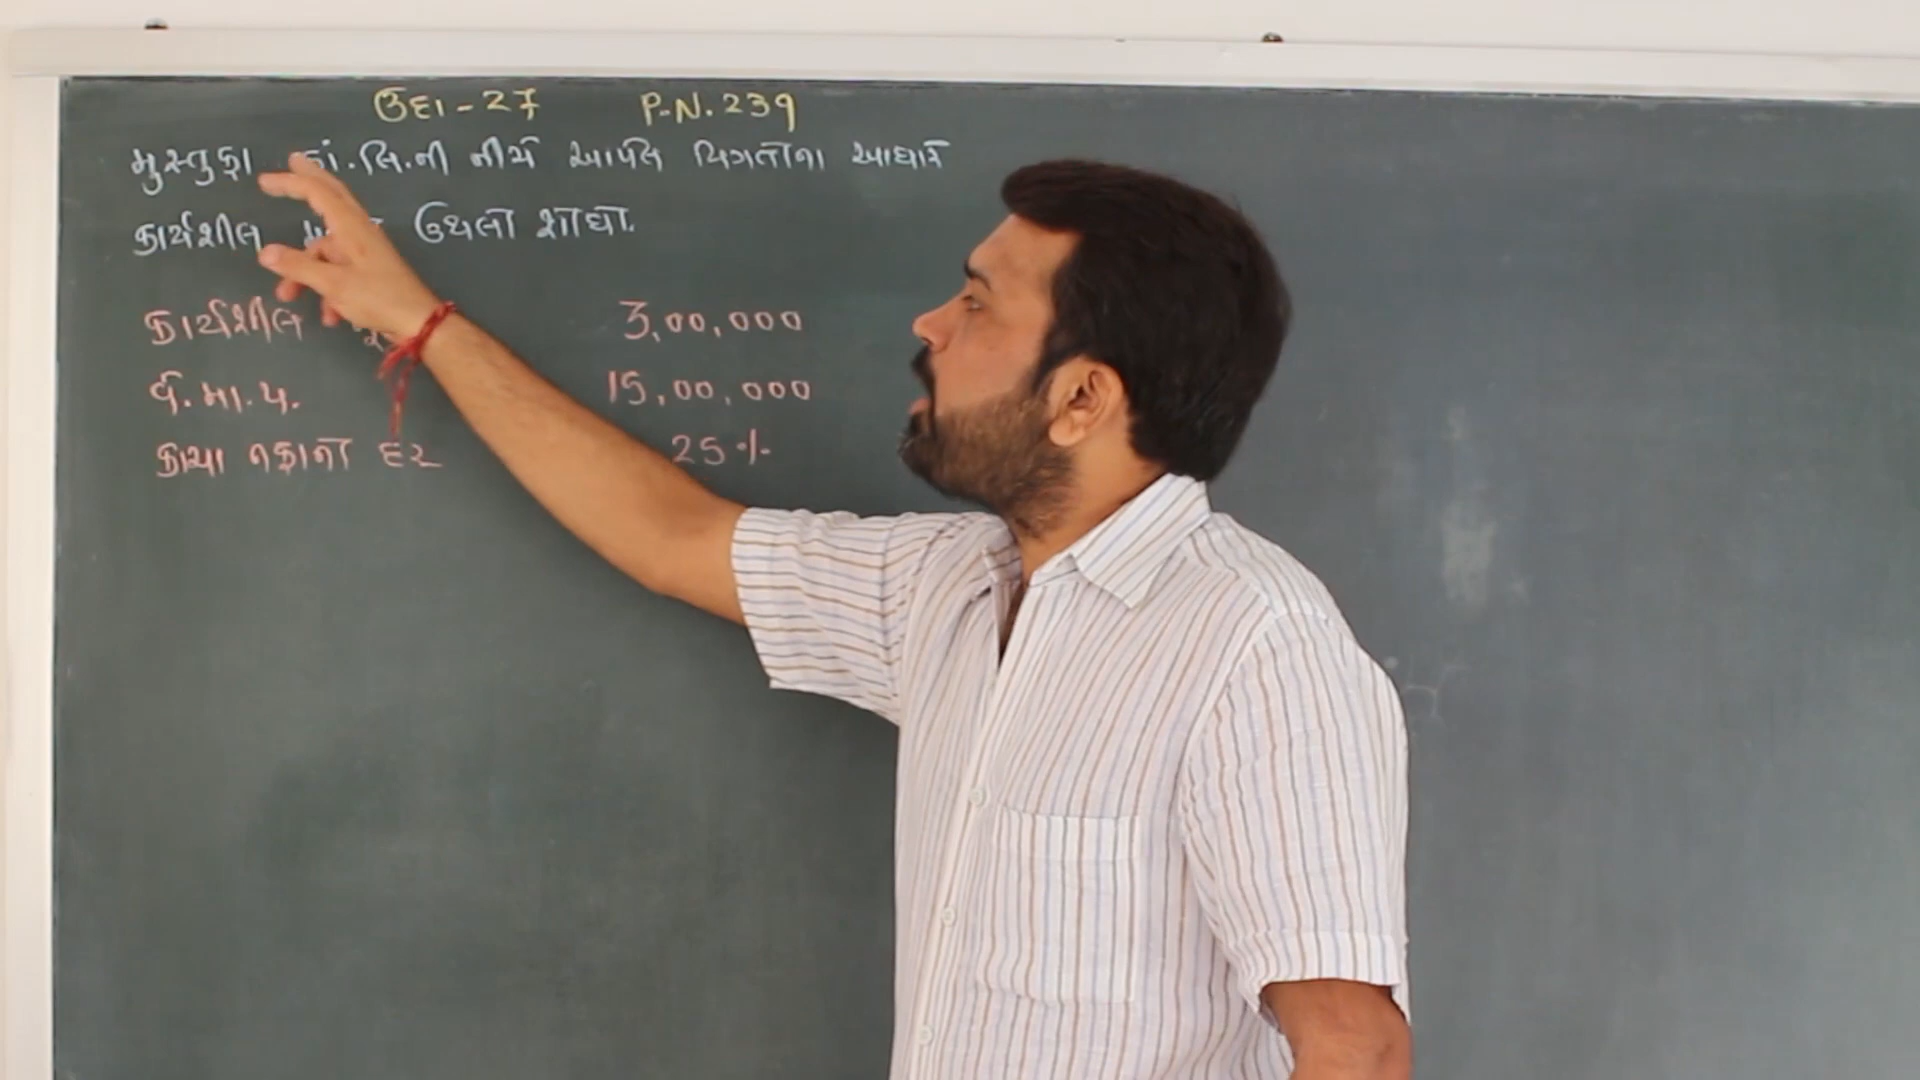 ઉદા - 27 P.N. 239
મુસ્તુફા કાં. લિ. ની નીચે આપેલ વિગતોના આધારે
કાર્યશીલ ઉથલો શોધો.
કાર્યશીલ 3,00,000
વે. મા. પ. 15,00,000
કાચા નફાનો દર 25 %